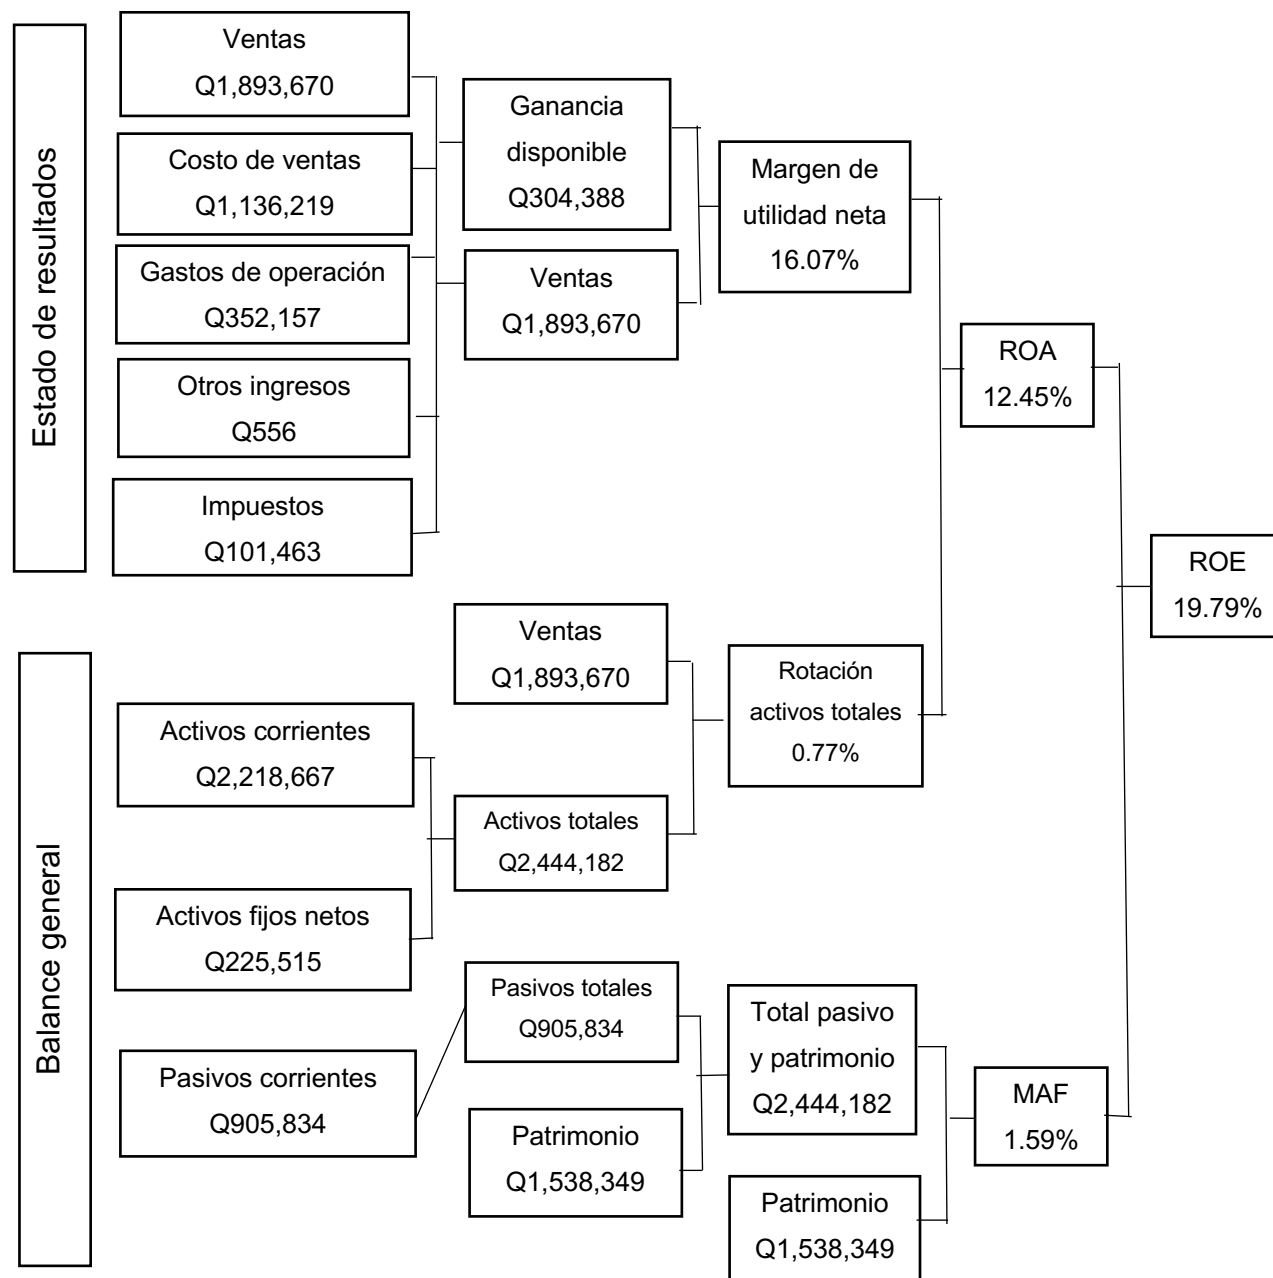 Estado de resultados
Ventas
Q1,893,670
Costo de ventas
Q1,136,219
Gastos de operación
Q352,157
Otros ingresos
Q556
Impuestos
Q101,463
Ganancia
disponible
Q304,388
Ventas
Q1,893,670
Margen de
utilidad neta
16.07%
ROA
12.45%
ROE
19.79%
Balance general
Ventas
Q1,893,670
Rotación
activos totales
0.77%
Activos corrientes
Q2,218,667
Activos totales
Q2,444,182
Activos fijos netos
Q225,515
Pasivos corrientes
Q905,834
Pasivos totales
Q905,834
Patrimonio
Q1,538,349
Total pasivo
y patrimonio
Q2,444,182
Patrimonio
Q1,538,349
MAF
1.59%